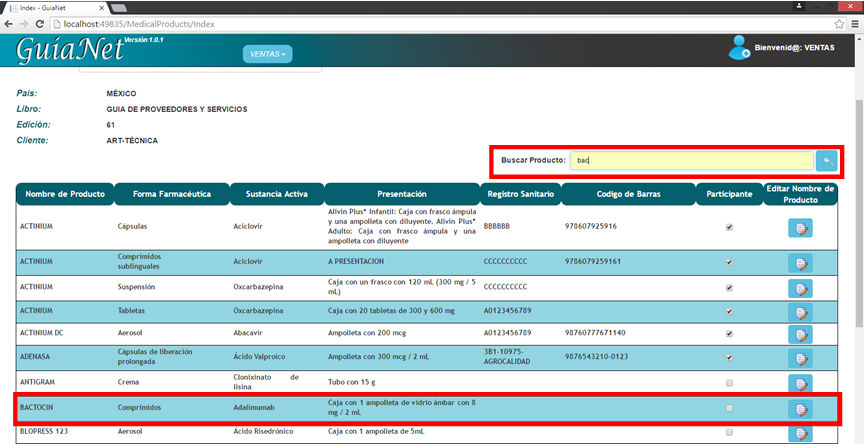 Index - GuiaNet
localhost:49835/MedicalProducts/Index
GuíaNet Versión 1.0.1
VENTAS
Bienvenid@: VENTAS
País: MÉXICO
Libro: GUIA DE PROVEEDORES Y SERVICIOS
Edición: 61
Cliente: ART-TÉCNICA
Buscar Producto: bac
Nombre de Producto Forma Farmacéutica Sustancia Activa Presentación Registro Sanitario Codigo de Barras Participante Editar Nombre de
Producto
Alivin Plus* Infantil: Caja con frasco ámpula
ACTINIUM Cápsulas Aciclovir y una ampolleta con diluyente. Alivin Plus* BBBBBB 978607925916
Adulto: Caja con frasco ámpula y una
ampolleta con diluyente
ACTINIUM Comprimidos Aciclovir A PRESENTACION CCCCCCCCCC 9786079259161
sublinguales
ACTINIUM Suspensión Oxcarbazepina Caja con un frasco con 120 mL (300 mg / 5 CCCCCCCCCC
mL)
ACTINIUM Tabletas Oxcarbazepina Caja con 20 tabletas de 300 y 600 mg A0123456789
ACTINIUM DC Aerosol Abacavir Ampolleta con 200 mcg A0123456789 98760777671140
ADENASA Cápsulas de liberación Ácido Valproico Ampolleta con 300 mcg / 2 mL 3B1-10975- 9876543210-0123
prolongada AGROCALIDAD
ANTIGRAM Crema Clonixinato de Tubo con 15 g
lisina
BACTOCIN Comprimidos Adalimumab Caja con 1 ampolleta de vidrio ámbar con 8
mg / 2 mL
BLOPRESS 123 Aerosol Ácido Risedrónico Caja con 1 ampolleta de 5mL